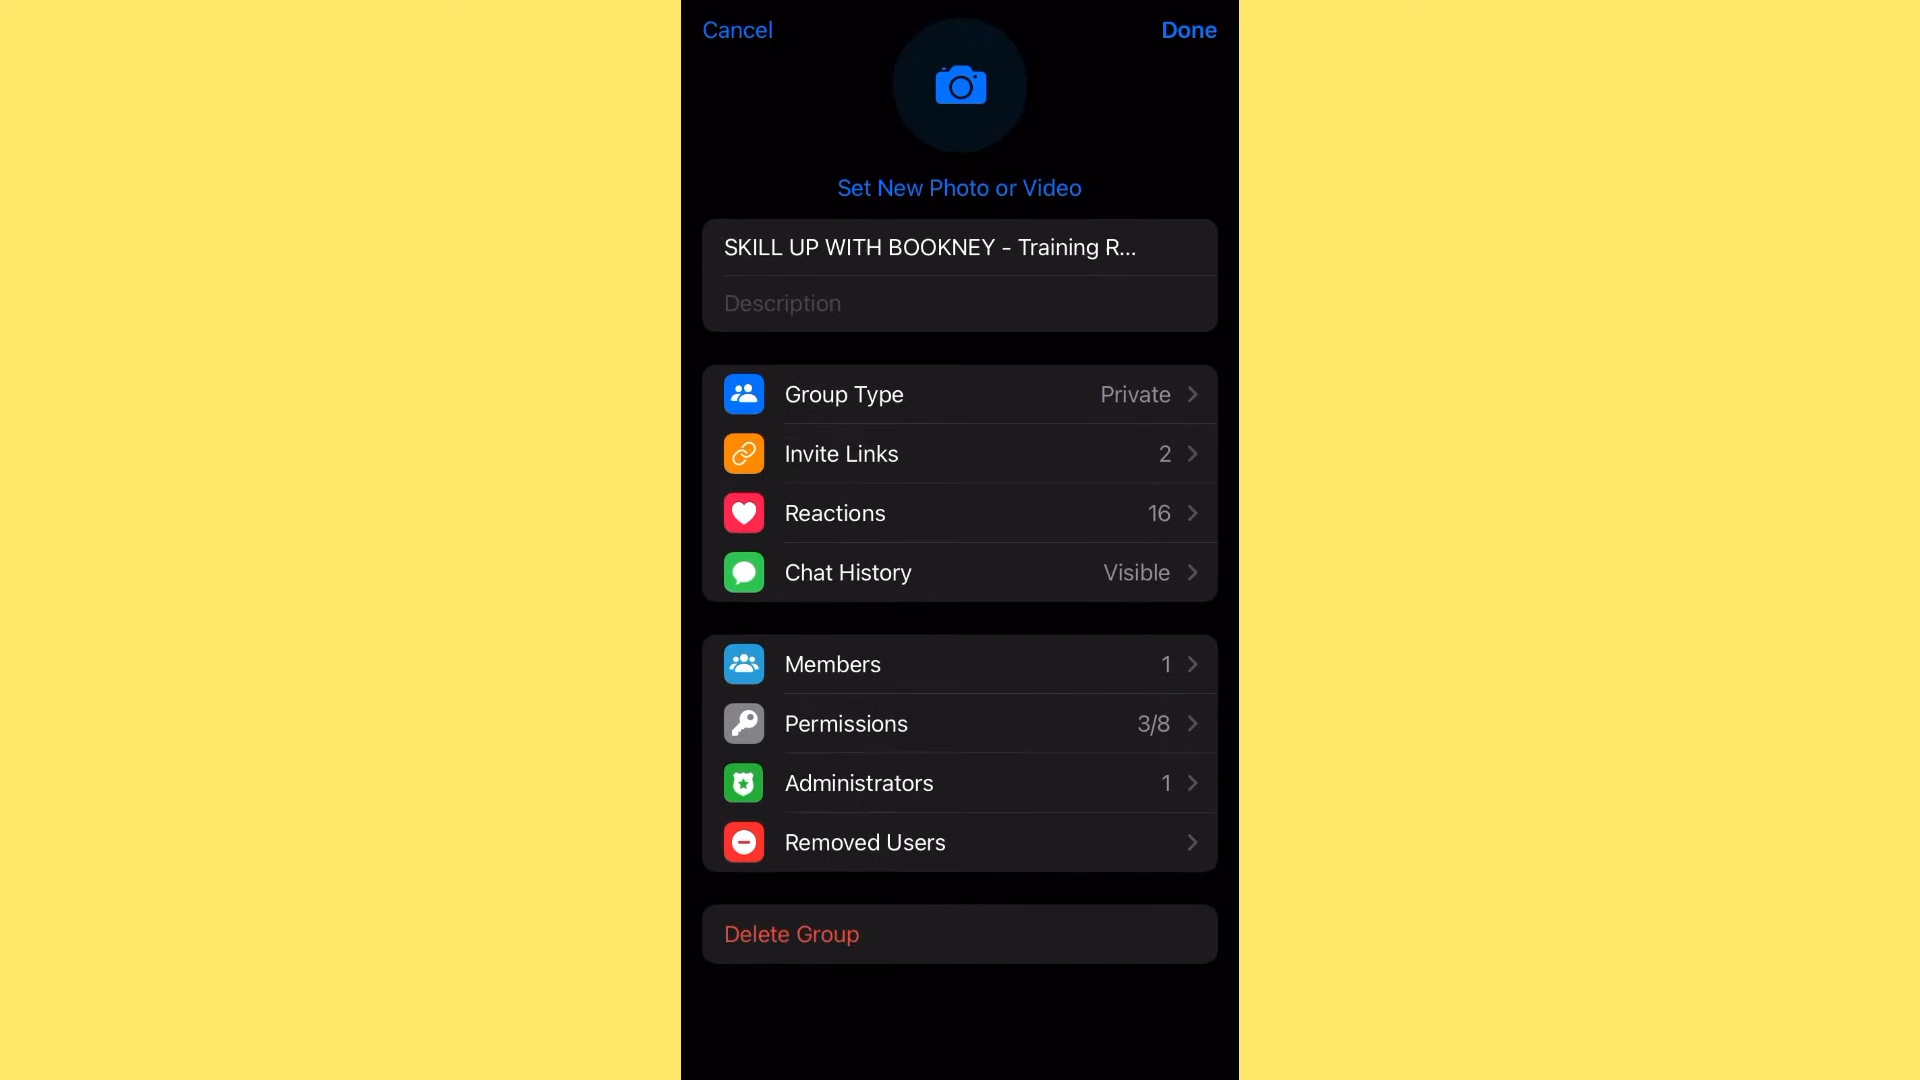 Cancel
Done
Set New Photo or Video
SKILL UP WITH BOOKNEY - Training R...
Description
Group Type Private
Invite Links 2
Reactions 16
Chat History Visible
Members 1
Permissions 3/8
Administrators 1
Removed Users
Delete Group